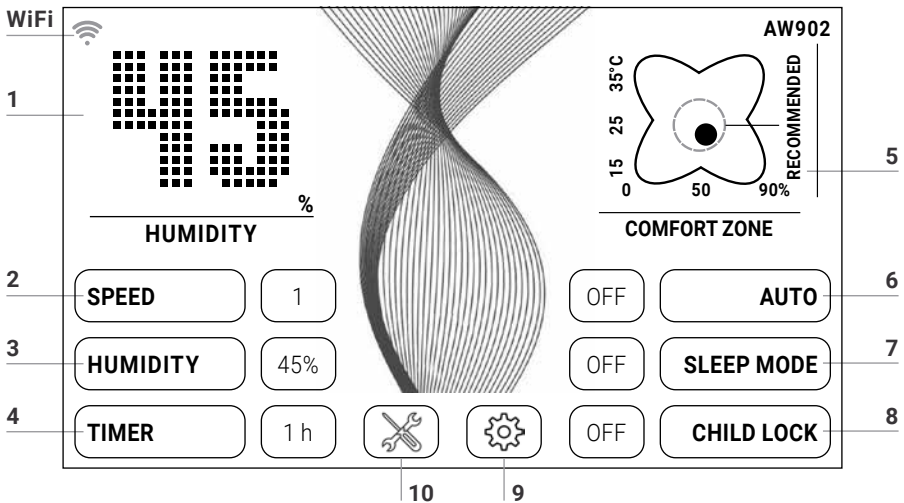 WiFi
AW902
1
45
%
HUMIDITY
35°C
25
15
0 50 90%
RECOMMENDED
5
COMFORT ZONE
2
SPEED 1
OFF AUTO
6
3
HUMIDITY 45%
OFF SLEEP MODE
7
4
TIMER 1 h
OFF CHILD LOCK
8
10
9